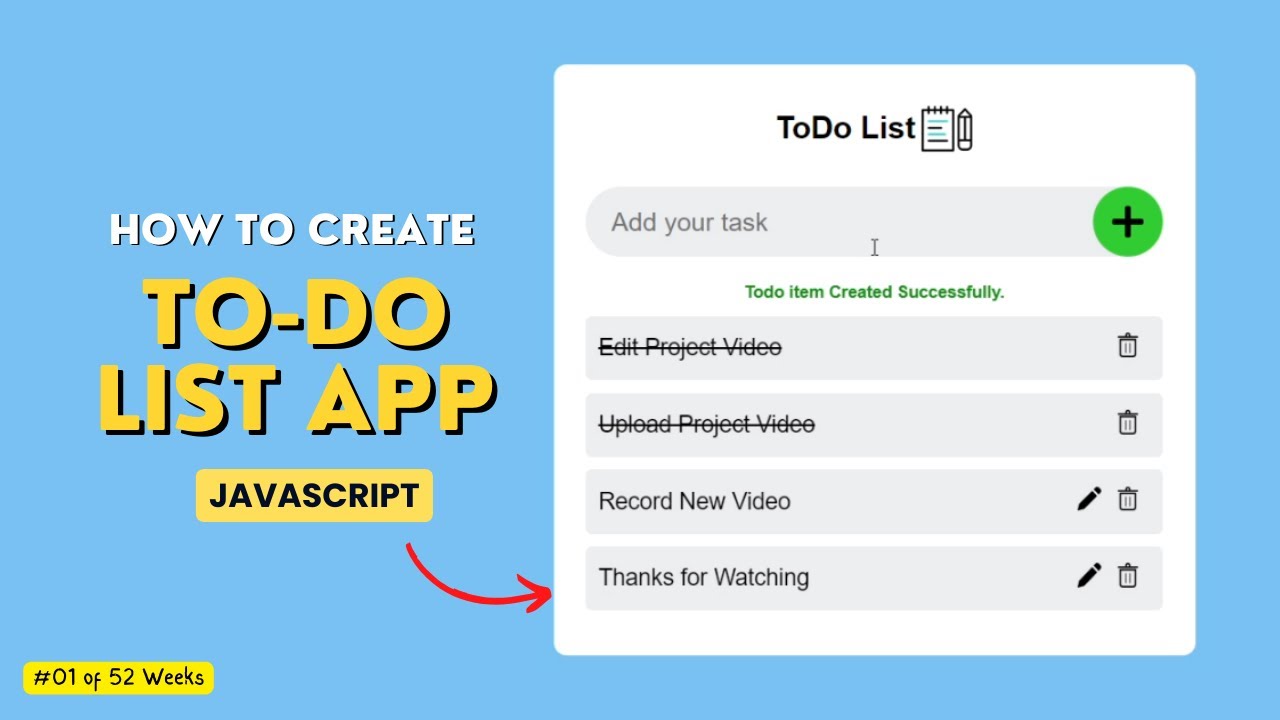 HOW TO CREATE
TO-DO
LIST APP
JAVASCRIPT
#01 of 52 Weeks
ToDo List
Add your task
Todo item Created Successfully.
Edit Project Video
Upload Project Video
Record New Video
Thanks for Watching